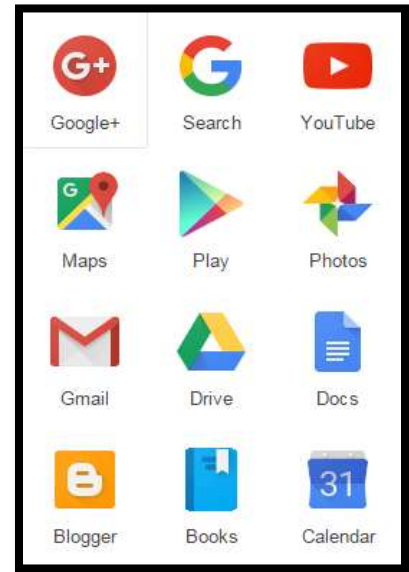 G+
Google+
G
Search
YouTube
G
Maps
Play
Photos
Gmail
Drive
Docs
Blogger
Books
31
Calendar